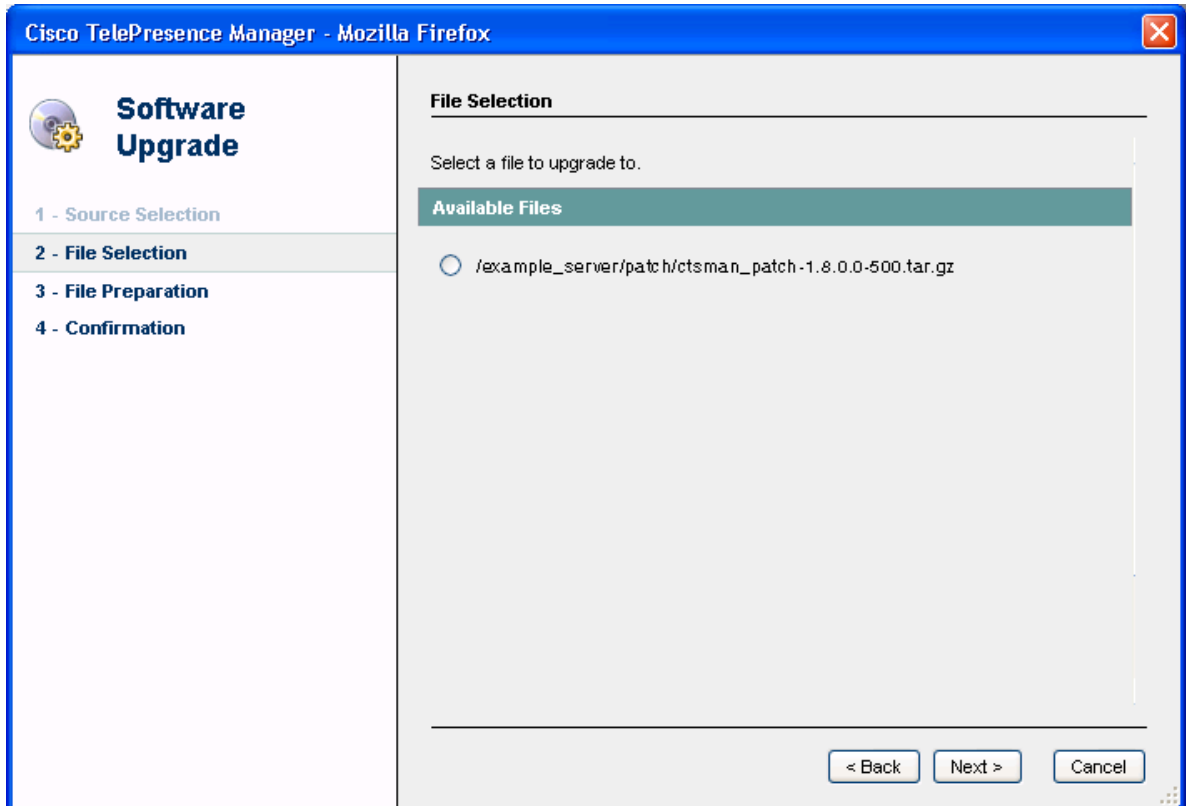 Cisco TelePresence Manager - Mozilla Firefox
Software
Upgrade
1 - Source Selection
2 - File Selection
3 - File Preparation
4 - Confirmation
File Selection
Select a file to upgrade to.
Available Files
/example_server/patch/ctsman_patch-1.8.0.0-500.tar.gz
< Back
Next >
Cancel